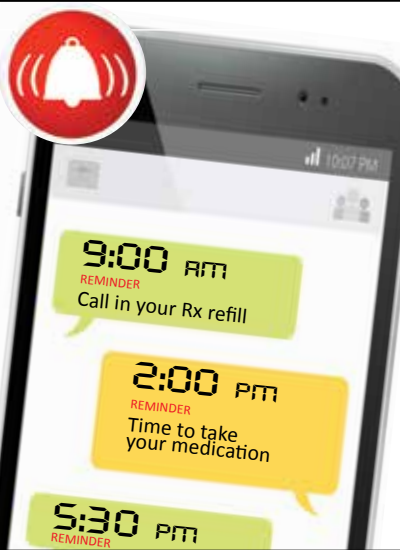 10:07 PM
9:00 AM
REMINDER
Call in your Rx refill
2:00 PM
REMINDER
Time to take
your medication
5:30 PM
REMINDER